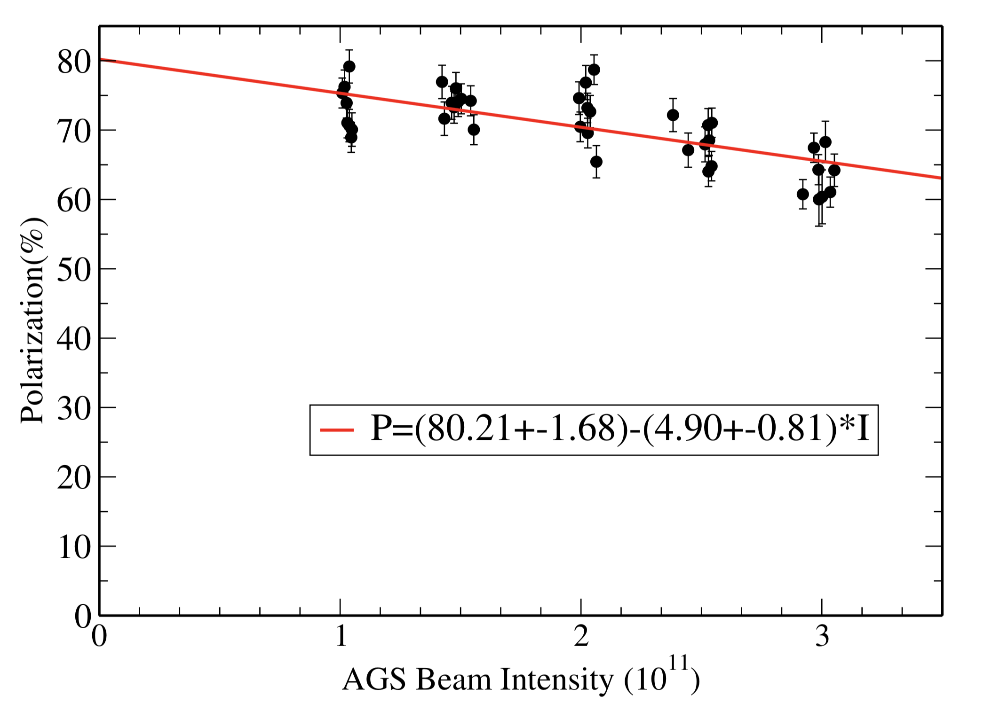 80
70
60
50
40
30
20
10
0
Polarization(%)
P=(80.21+-1.68)-(4.90+-0.81)*I
0 1 2 3
AGS Beam Intensity (10^11)